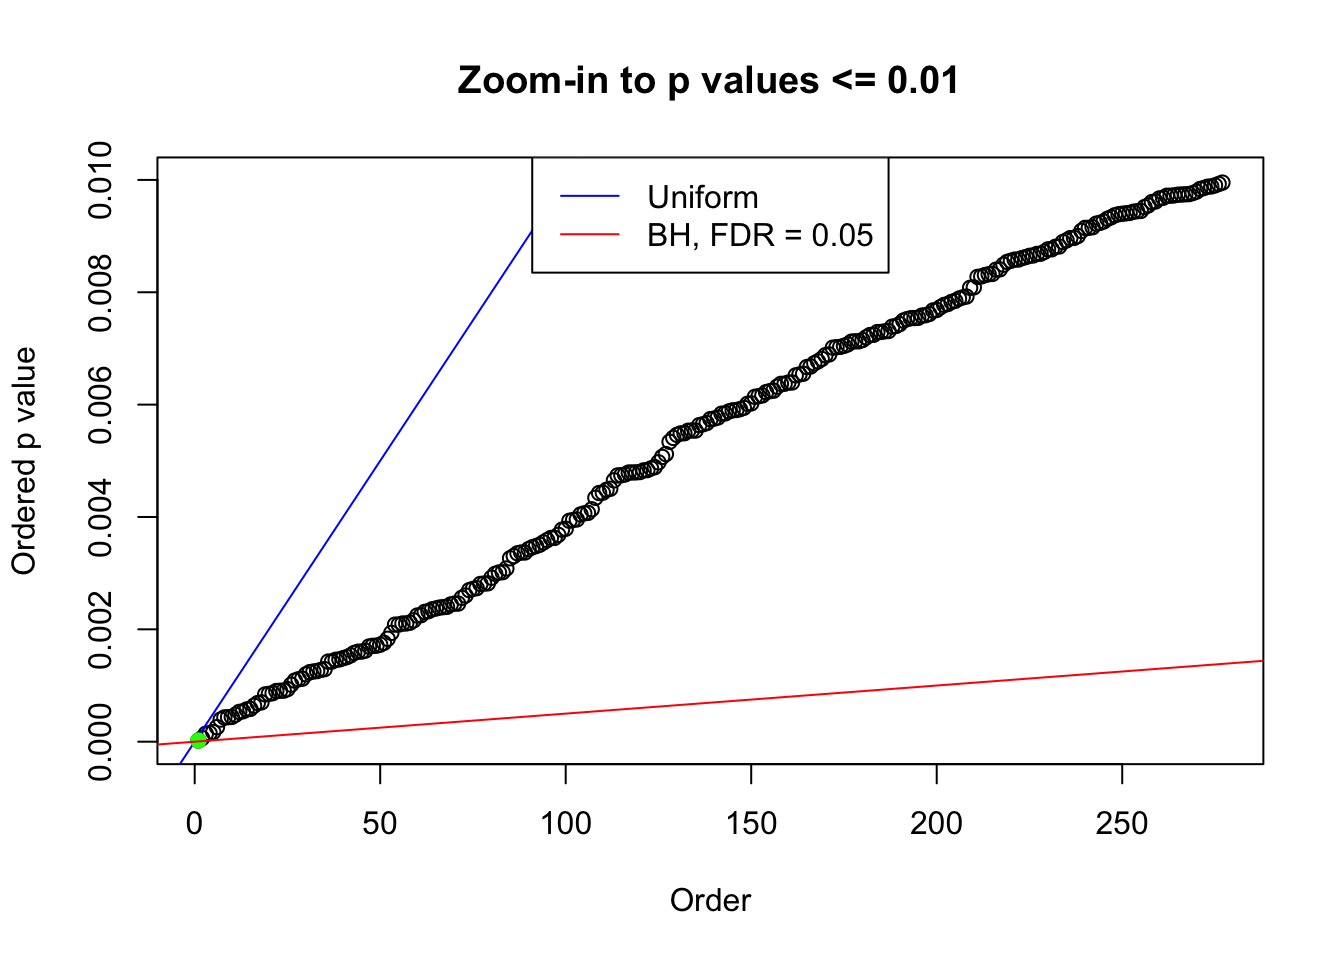 Zoom-in to p values <= 0.01
Uniform
BH, FDR = 0.05
Ordered p value
0.010
0.008
0.006
0.004
0.002
0.000
0 50 100 150 200 250
Order